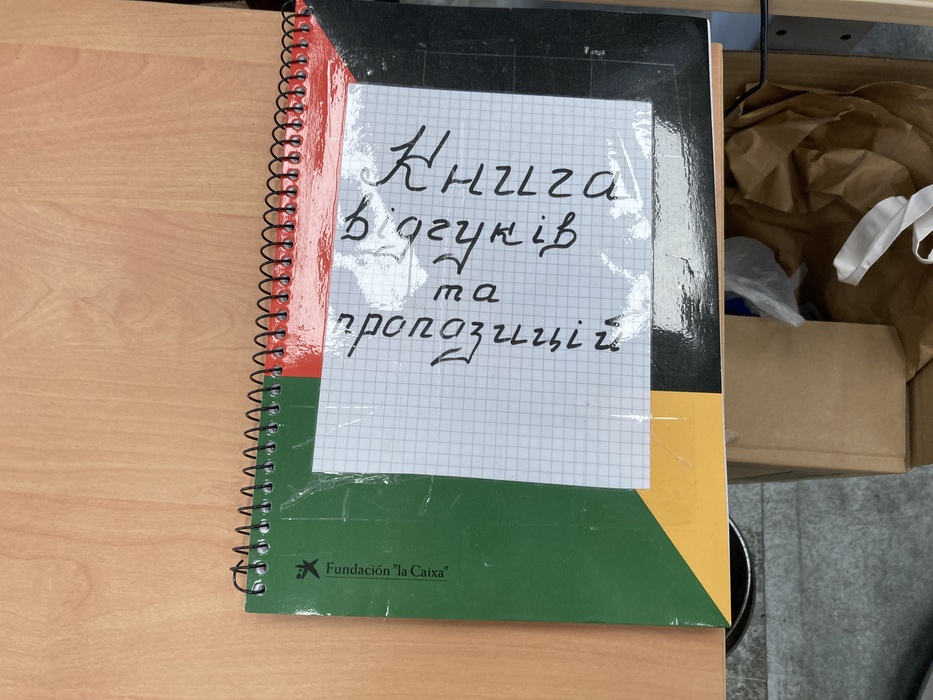 Книга
відгуків
та
пропозицій
Fundación "la Caixa"